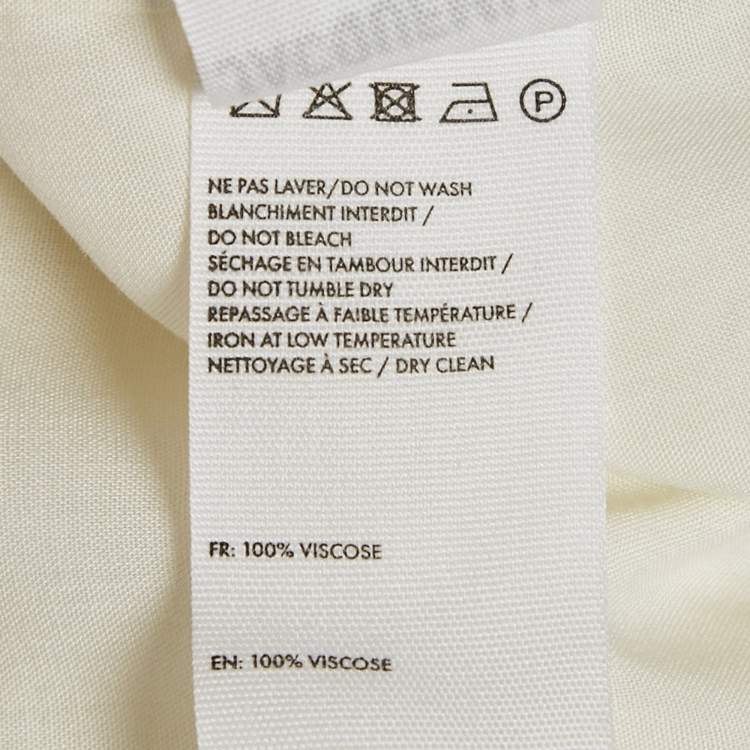 P
NE PAS LAVER/DO NOT WASH
BLANCHIMENT INTERDIT /
DO NOT BLEACH
SÉCHAGE EN TAMBOUR INTERDIT /
DO NOT TUMBLE DRY
REPASSAGE À FAIBLE TEMPÉRATURE /
IRON AT LOW TEMPERATURE
NETTOYAGE À SEC / DRY CLEAN
FR: 100% VISCOSE
EN: 100% VISCOSE